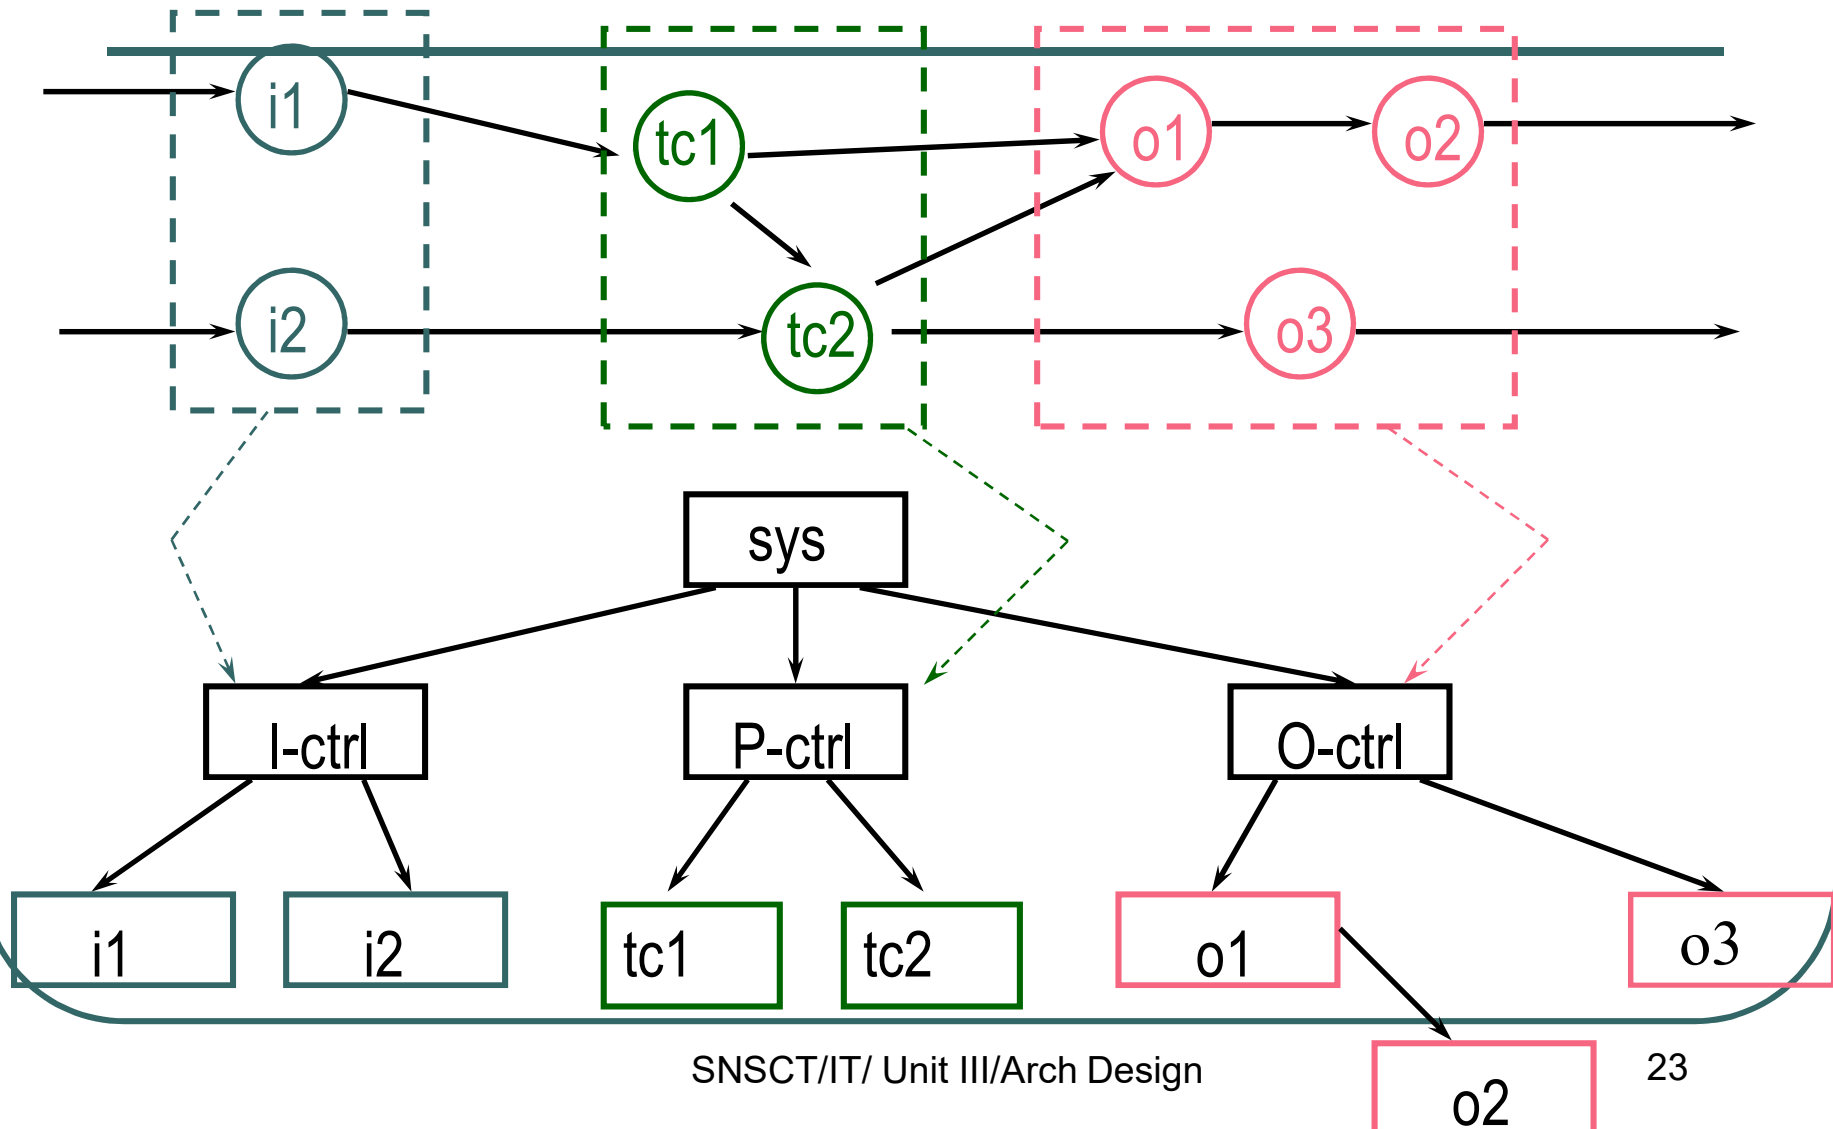 i1
tc1
o1
o2
i2
tc2
o3
sys
I-ctrl
P-ctrl
O-ctrl
i1
i2
tc1
tc2
o1
o3
SNSCT/IT/ Unit III/Arch Design
23
o2